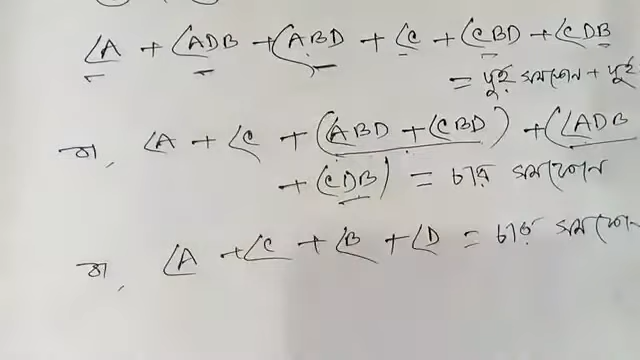 ∠A + ∠ADB + ∠ABD + ∠C + ∠CBD + ∠CDB
= দুই সমকোণ + দুই
বা, ∠A + ∠C + (∠ABD + ∠CBD) + (∠ADB
+ ∠CDB) = চার সমকোণ
বা, ∠A + ∠C + ∠B + ∠D = চার সমকোণ